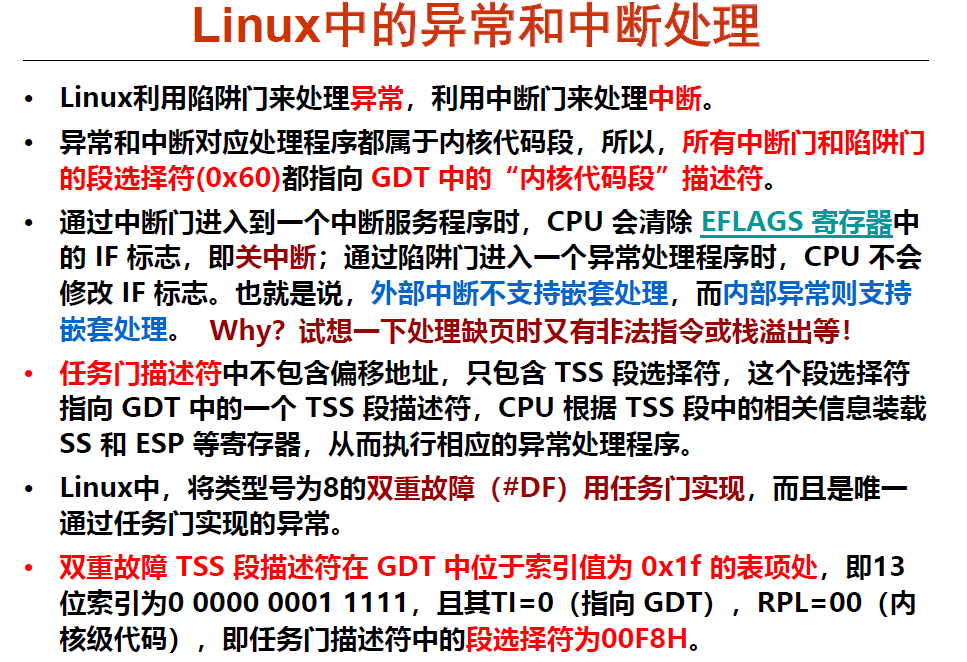 Linux中的异常和中断处理
• Linux利用陷阱门来处理异常，利用中断门来处理中断。
• 异常和中断对应处理程序都属于内核代码段，所以，所有中断门和陷阱门
的段选择符(0x60)都指向 GDT 中的“内核代码段”描述符。
• 通过中断门进入到一个中断服务程序时，CPU 会清除 EFLAGS 寄存器中
的 IF 标志，即关中断；通过陷阱门进入一个异常处理程序时，CPU 不会
修改 IF 标志。也就是说，外部中断不支持嵌套处理，而内部异常则支持
嵌套处理。 Why？试想一下处理缺页时又有非法指令或栈溢出等！
• 任务门描述符中不包含偏移地址，只包含 TSS 段选择符，这个段选择符
指向 GDT 中的一个 TSS 段描述符，CPU 根据 TSS 段中的相关信息装载
SS 和 ESP 等寄存器，从而执行相应的异常处理程序。
• Linux中，将类型号为8的双重故障（#DF）用任务门实现，而且是唯一
通过任务门实现的异常。
• 双重故障 TSS 段描述符在 GDT 中位于索引值为 0x1f 的表项处，即13
位索引为0 0000 0001 1111，且其TI=0（指向 GDT），RPL=00（内
核级代码），即任务门描述符中的段选择符为00F8H。